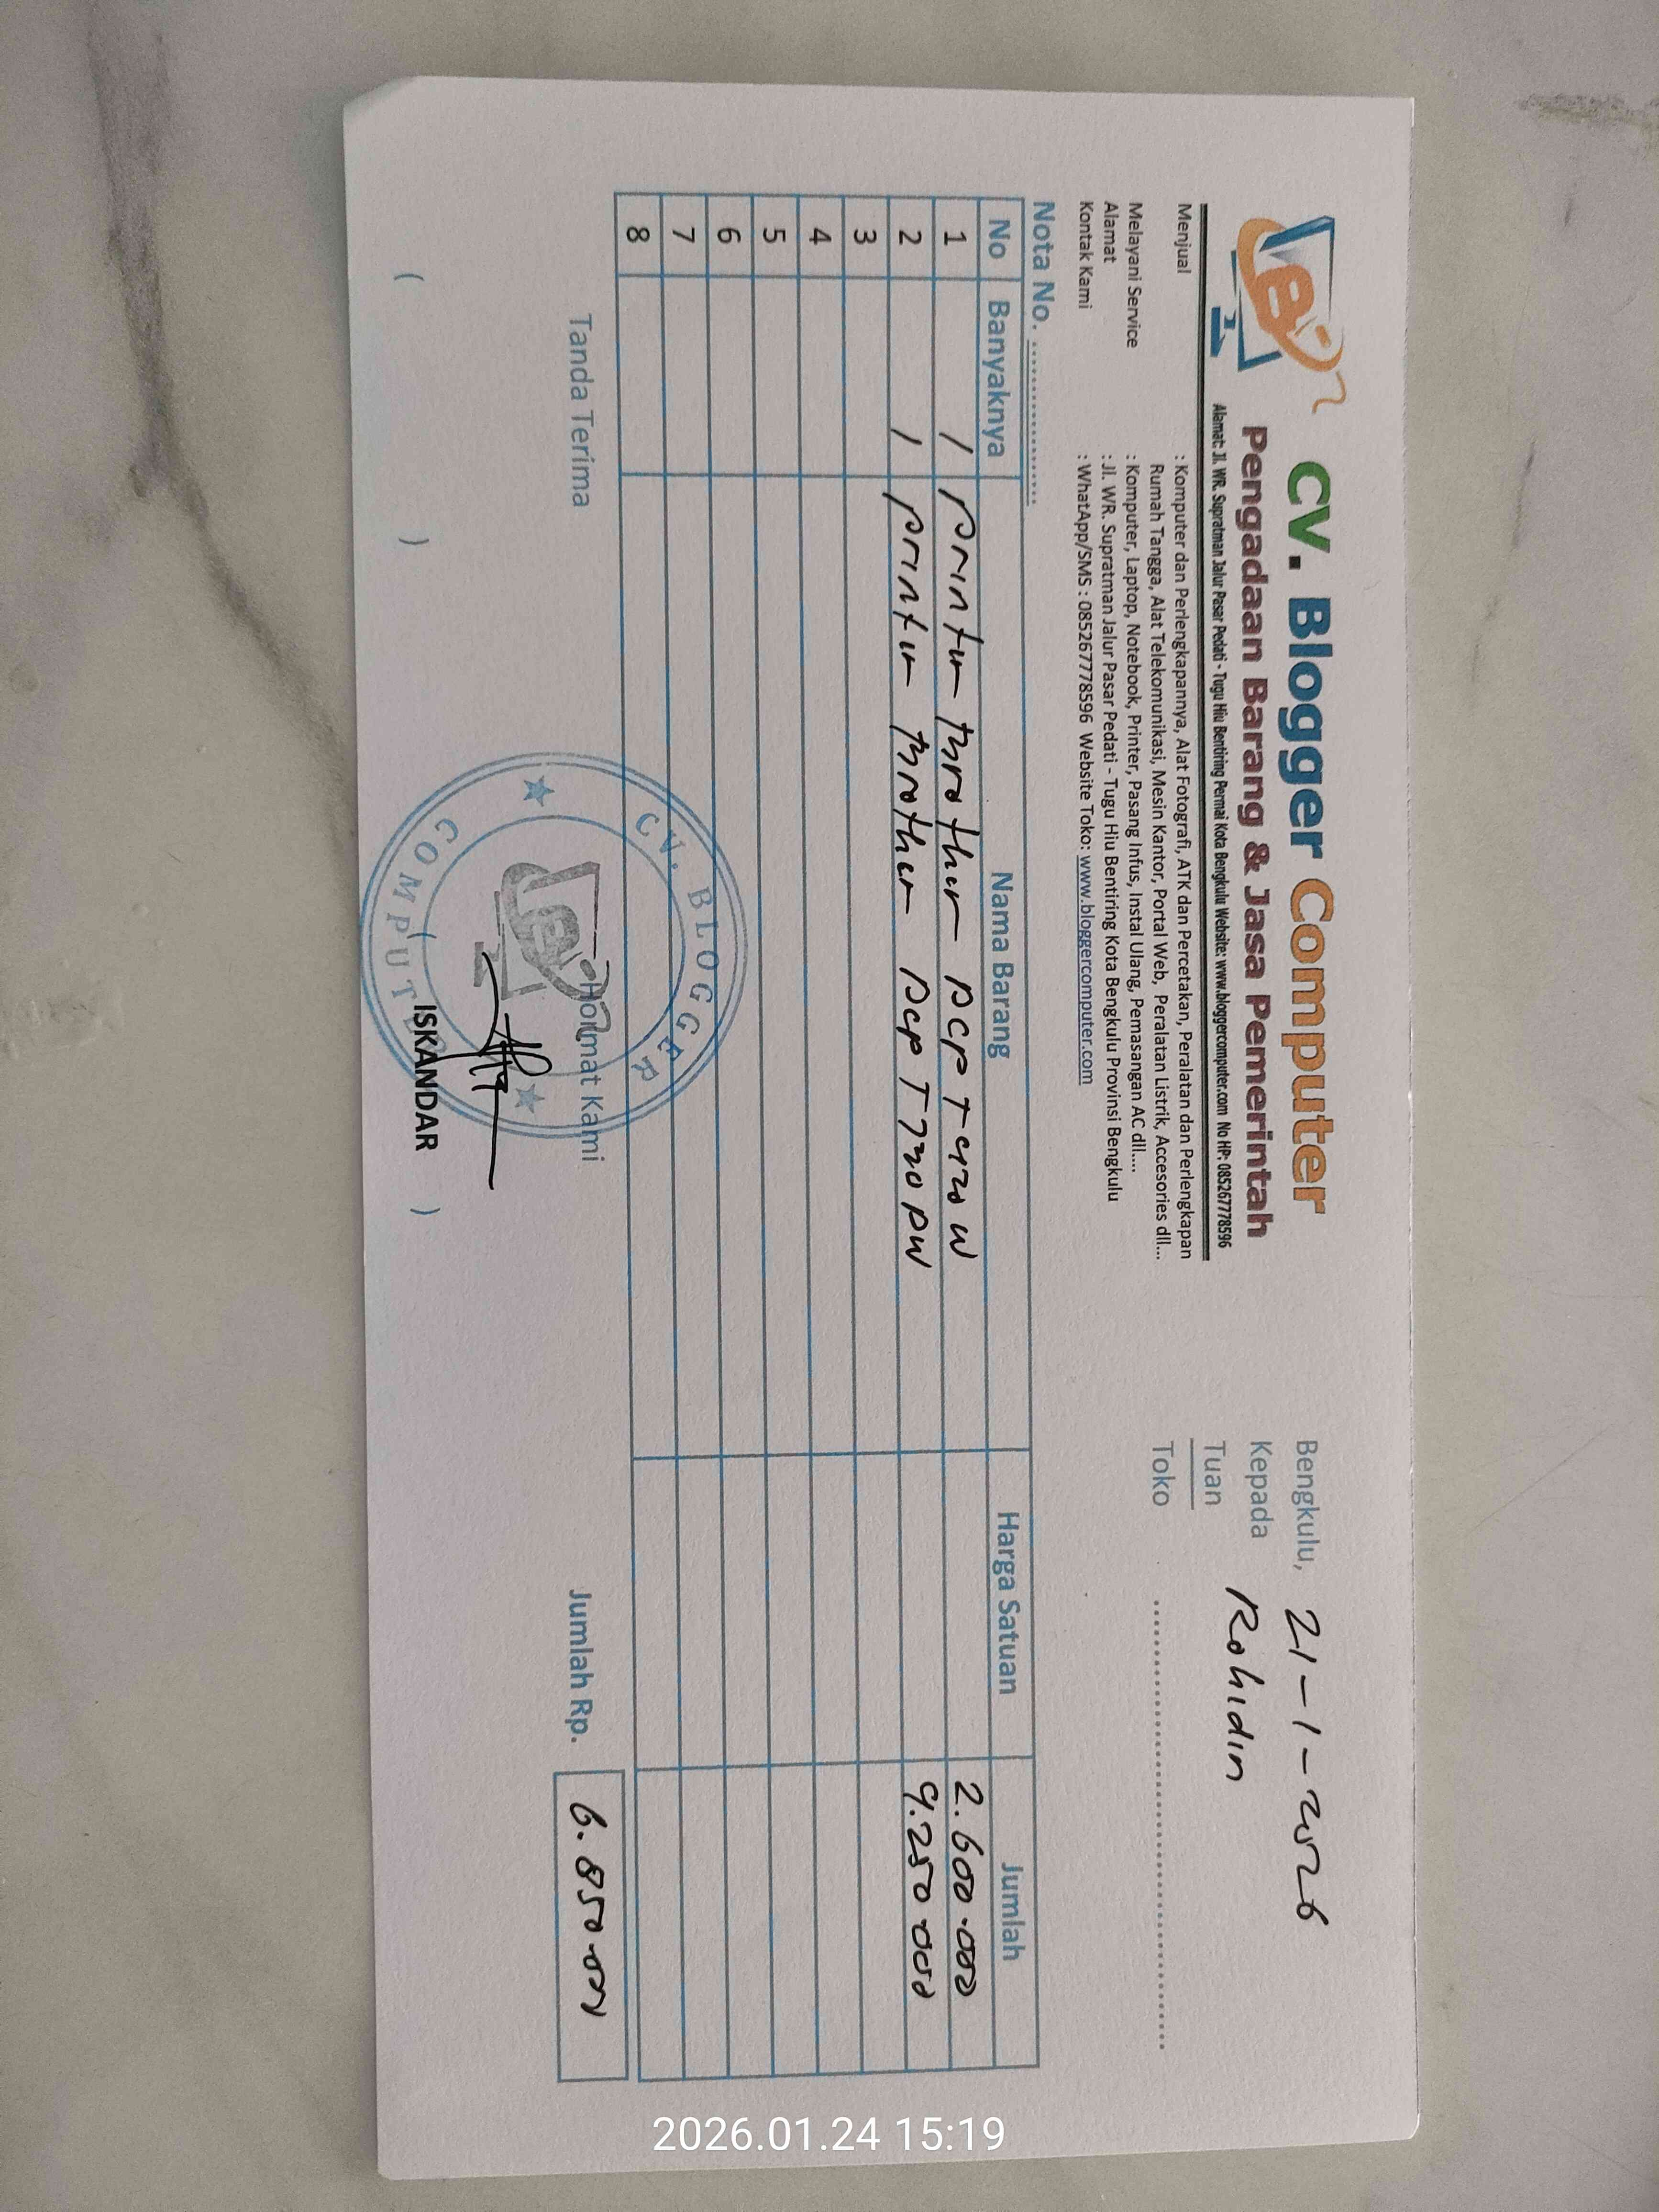 CV. Blogger Computer
Pengadaan Barang & Jasa Pemerintah
Alamat: Jl. WR. Supratman Jalur Pasar Pedati - Tugu Hiu Bentiring Permai Kota Bengkulu Website: www.bloggercomputer.com No HP: 085267778596
Menjual : Komputer dan Perlengkapannya, Alat Fotografi, ATK dan Percetakan, Peralatan dan Perlengkapan
Rumah Tangga, Alat Telekomunikasi, Mesin Kantor, Portal Web, Peralatan Listrik, Accesories dll...
Melayani Service : Komputer, Laptop, Notebook, Printer, Pasang Infus, Instal Ulang, Pemasangan AC dll....
Alamat : Jl. WR. Supratman Jalur Pasar Pedati - Tugu Hiu Bentiring Kota Bengkulu Provinsi Bengkulu
Kontak Kami : WhatApp/SMS : 085267778596 Website Toko: www.bloggercomputer.com
Bengkulu, 21-1-2026
Kepada Rohidin
Tuan
Toko ..........
Nota No. ..........
No Banyaknya Nama Barang Harga Satuan Jumlah
1 1 printer brother DCP T420W 2.600.000
2 1 printer brother DCP T720DW 4.250.000
3
4
5
6
7
8
Tanda Terima Hormat Kami Jumlah Rp. 6.850.000
CV. BLOGGER
COMPUTER
( ) ( ISKANDAR )
2026.01.24 15:19